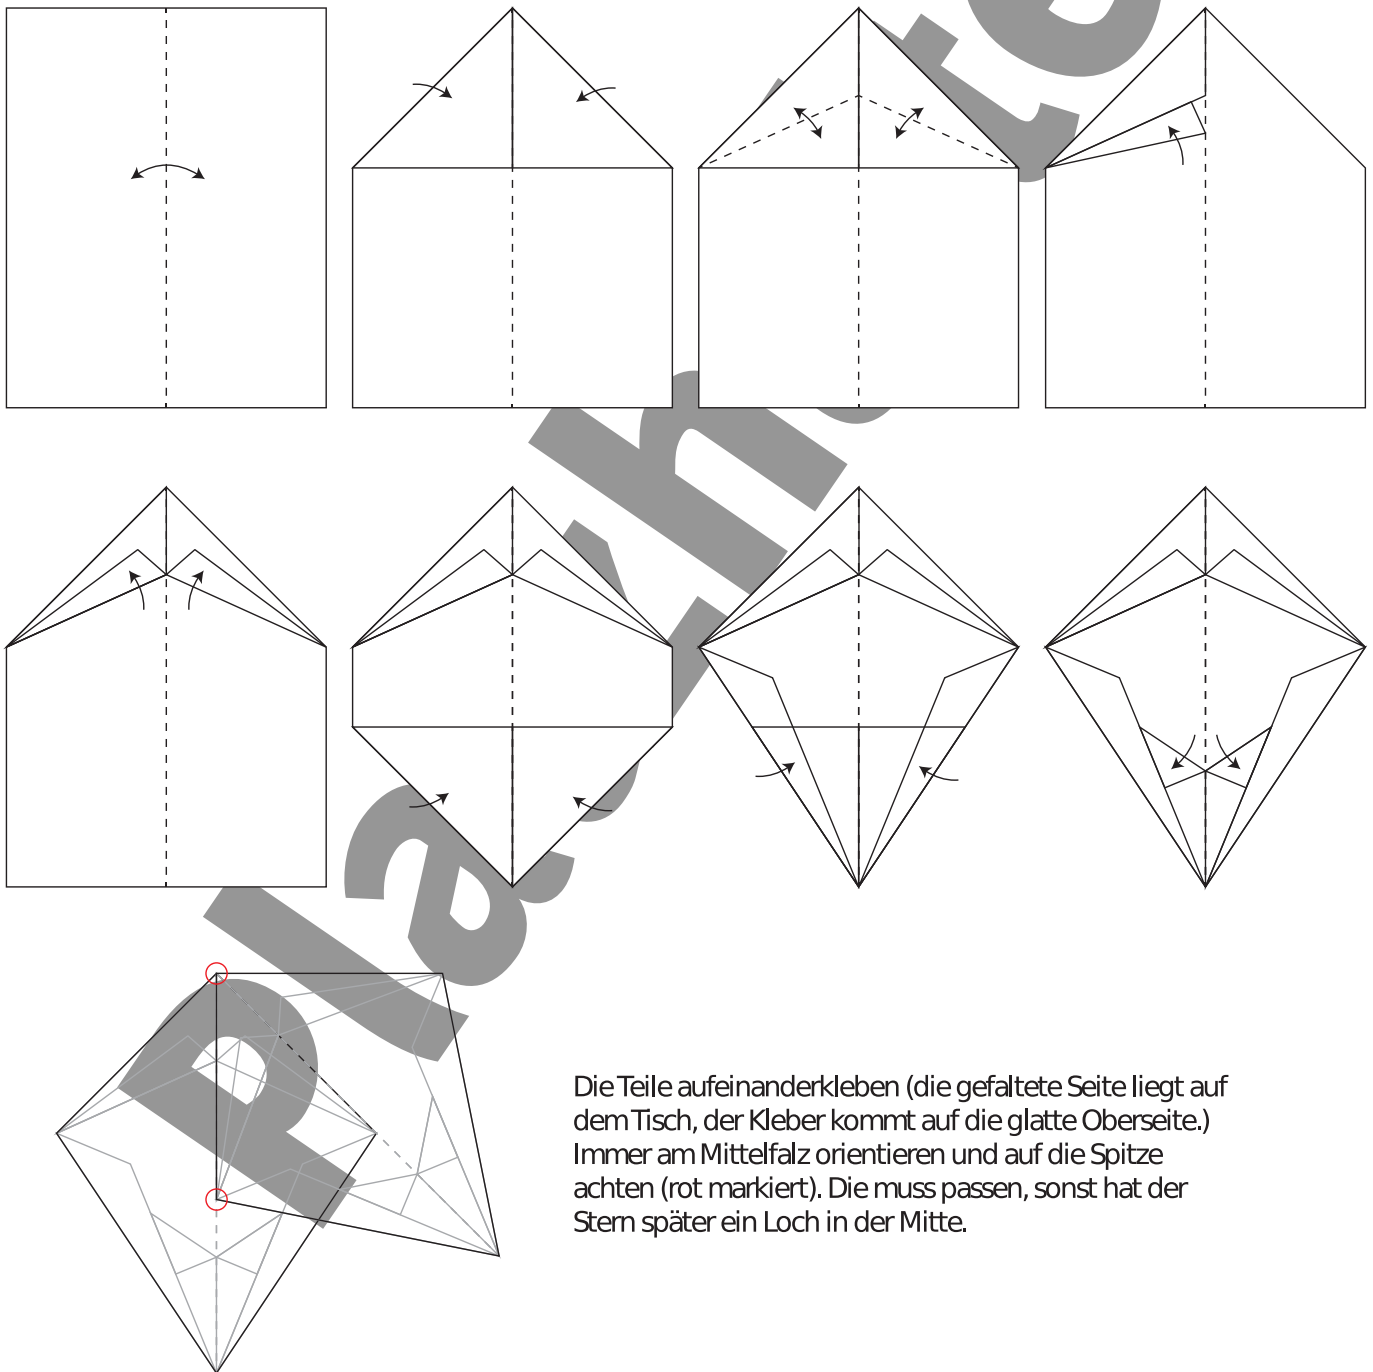 Platzhalter
Die Teile aufeinanderkleben (die gefaltete Seite liegt auf
dem Tisch, der Kleber kommt auf die glatte Oberseite.)
Immer am Mittelfalz orientieren und auf die Spitze
achten (rot markiert). Die muss passen, sonst hat der
Stern später ein Loch in der Mitte.